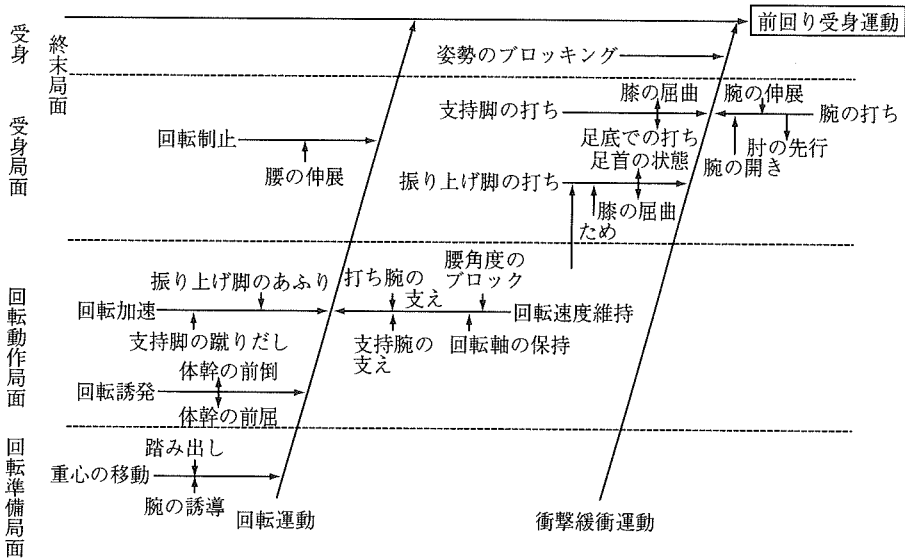 前回り受身運動
受身
終末局面
姿勢のブロッキング
受身局面
支持脚の打ち
膝の屈曲
足底での打ち
腕の伸展
腕の打ち
肘の先行
腕の開き
回転制止
腰の伸展
足首の状態
振り上げ脚の打ち
膝の屈曲
ため
回転動作局面
振り上げ脚のあふり
回転加速
支持脚の蹴りだし
打ち腕の
支え
腰角度の
ブロック
回転速度維持
支持腕の
支え
回転軸の保持
体幹の前倒
回転誘発
体幹の前屈
回転準備局面
踏み出し
重心の移動
腕の誘導
回転運動
衝撃緩衝運動